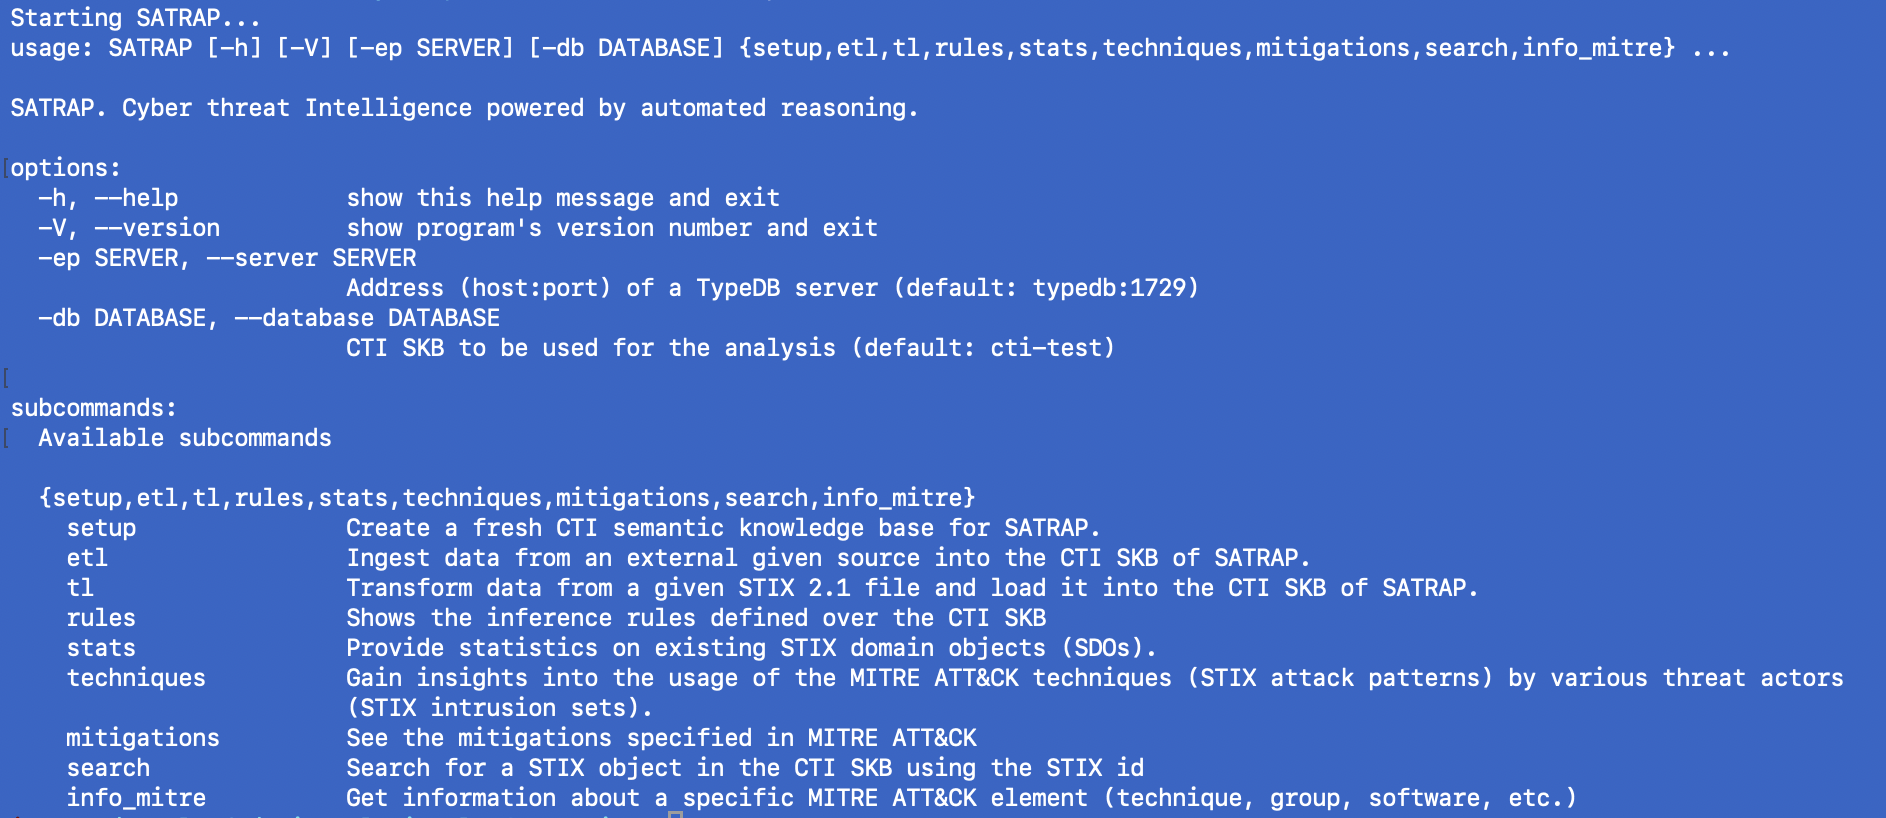 Starting SATRAP...
usage: SATRAP [-h] [-V] [-ep SERVER] [-db DATABASE] {setup,etl,tl,rules,stats,techniques,mitigations,search,info_mitre} ...
SATRAP. Cyber threat Intelligence powered by automated reasoning.
options:
-h, --help show this help message and exit
-V, --version show program's version number and exit
-ep SERVER, --server SERVER
Address (host:port) of a TypeDB server (default: typedb:1729)
-db DATABASE, --database DATABASE
CTI SKB to be used for the analysis (default: cti-test)
subcommands:
Available subcommands
{setup,etl,tl,rules,stats,techniques,mitigations,search,info_mitre}
setup Create a fresh CTI semantic knowledge base for SATRAP.
etl Ingest data from an external given source into the CTI SKB of SATRAP.
tl Transform data from a given STIX 2.1 file and load it into the CTI SKB of SATRAP.
rules Shows the inference rules defined over the CTI SKB
stats Provide statistics on existing STIX domain objects (SDOs).
techniques Gain insights into the usage of the MITRE ATT&CK techniques (STIX attack patterns) by various threat actors
(STIX intrusion sets).
mitigations See the mitigations specified in MITRE ATT&CK
search Search for a STIX object in the CTI SKB using the STIX id
info_mitre Get information about a specific MITRE ATT&CK element (technique, group, software, etc.)